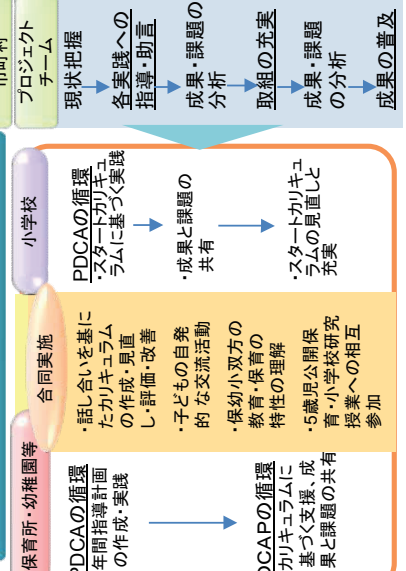 保育所・幼稚園等
PDCAの循環
年間指導計画
の作成・実践
DCAPの循環
カリキュラムに
基づく支援、成
果と課題の共有
合同実施
・話し合いを基に
たカリキュラム
の作成・見直
し・評価・改善
・子どもの自発
的な交流活動
・保幼小双方の
教育・保育の
特性の理解
・5歳児公開保
育・小学校研究
授業への相互
参加
小学校
PDCAの循環
・スタートカリキュ
ラムに基づく実践
・成果と課題の
共有
・スタートカリキュ
ラムの見直しと
充実
市町村
プロジェクト
チーム
現状把握
各実践への
指導・助言
成果・課題の
分析
取組の充実
成果・課題
の分析
成果の普及